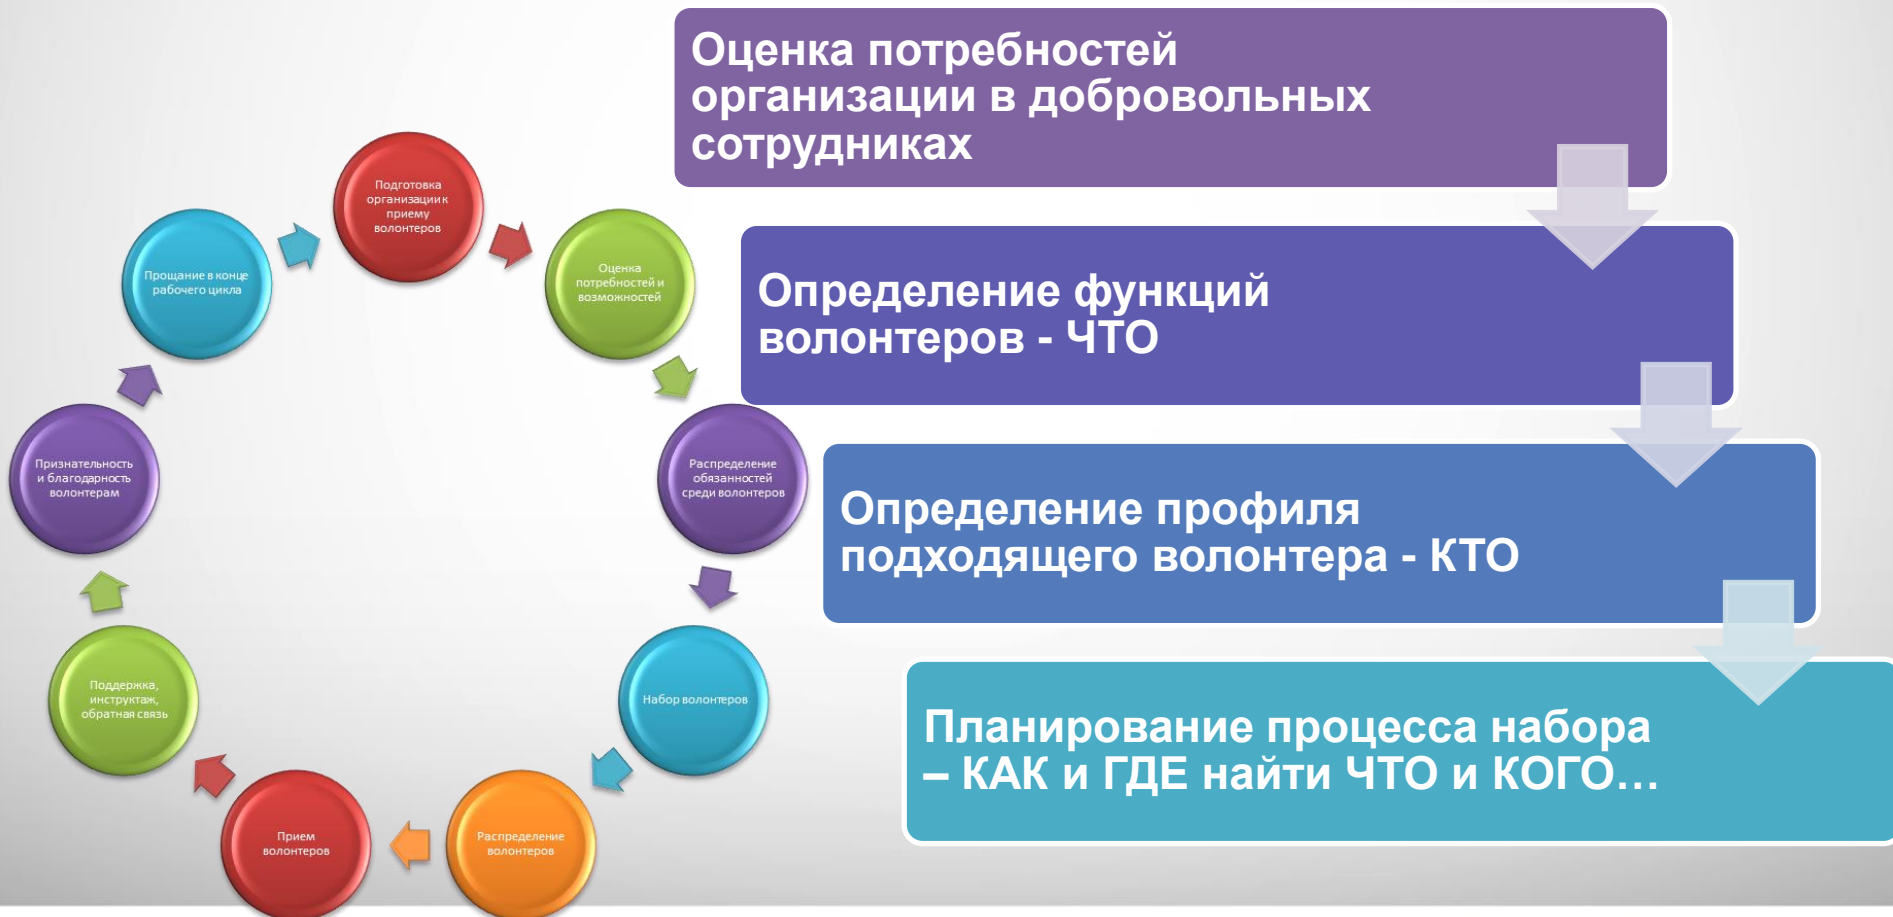 Оценка потребностей
организации в добровольных
сотрудниках
Определение функций
волонтеров - ЧТО
Определение профиля
подходящего волонтера - КТО
Планирование процесса набора
– КАК и ГДЕ найти ЧТО и КОГО...
Подготовка
организации к
приему
волонтеров
Оценка
потребностей и
возможностей
Распределение
обязанностей
среди волонтеров
Набор волонтеров
Распределение
волонтеров
Прием
волонтеров
Поддержка,
инструктаж,
обратная связь
Признательность
и благодарность
волонтерам
Прощание в конце
рабочего цикла